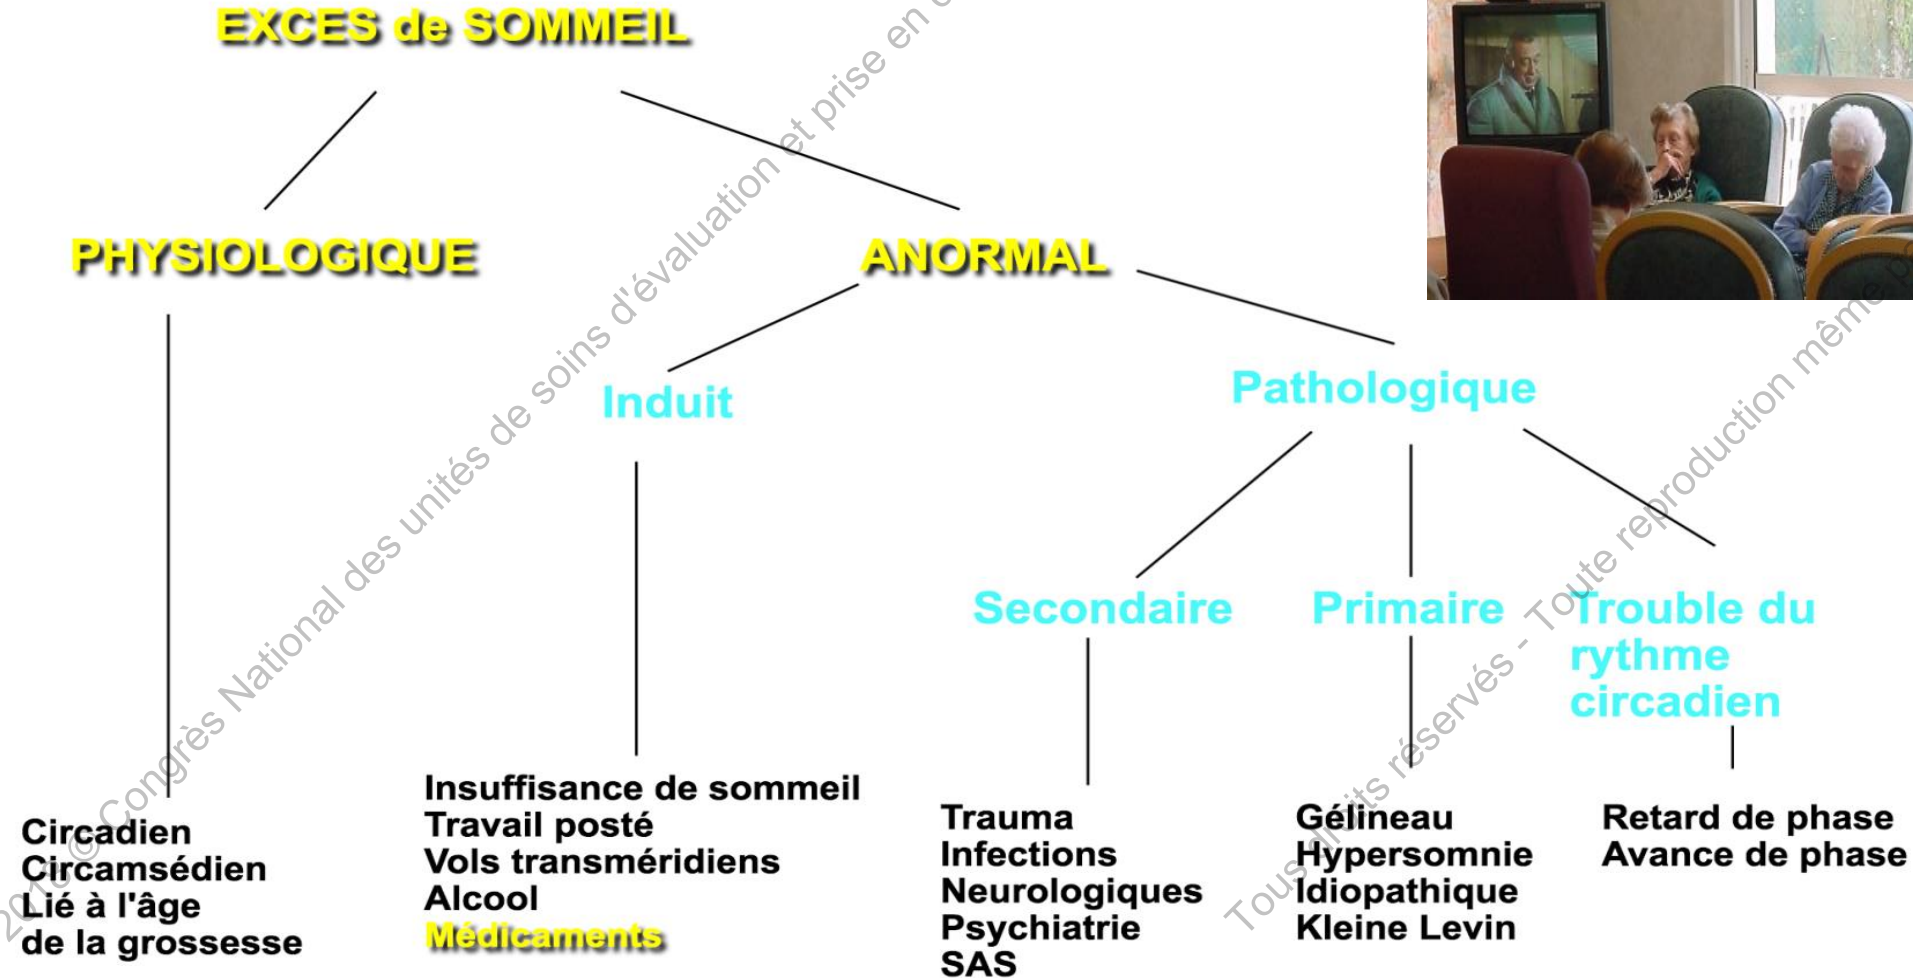 EXCES de SOMMEIL
PHYSIOLOGIQUE
ANORMAL
Induit
Pathologique
Secondaire
Primaire
Trouble du
rythme
circadien
Circadien
Circamsédien
Lié à l'âge
de la grossesse
Insuffisance de sommeil
Travail posté
Vols transméridiens
Alcool
Médicaments
Trauma
Infections
Neurologiques
Psychiatrie
SAS
Gélineau
Hypersomnie
Idiopathique
Kleine Levin
Retard de phase
Avance de phase
© Congrès National des unités de soins d'évaluation et prise en
Tous droits réservés - Toute reproduction même